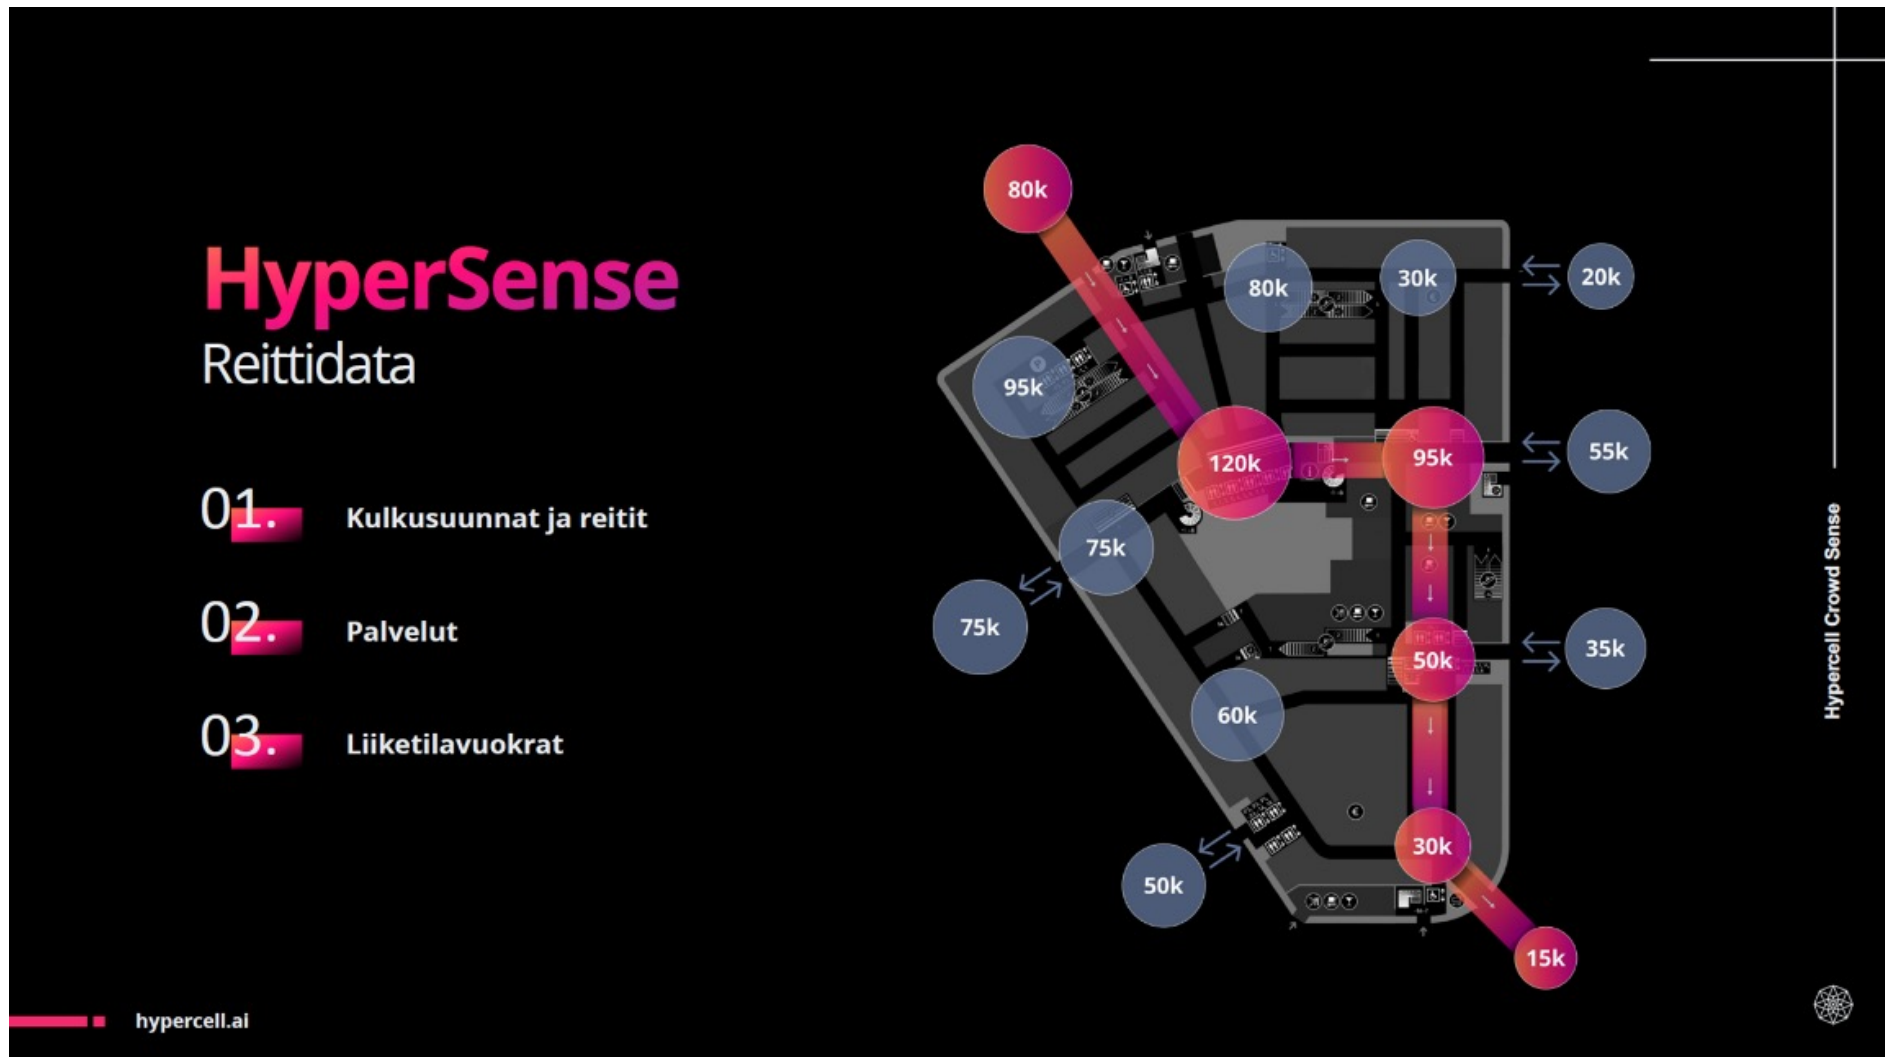 HyperSense
Reittidata
01. Kulkusuunnat ja reitit
02. Palvelut
03. Liiketilavuokrat
hypercell.ai
80k
80k
30k
20k
95k
120k
95k
55k
75k
75k
50k
35k
60k
30k
50k
15k
Hypercell Crowd Sense